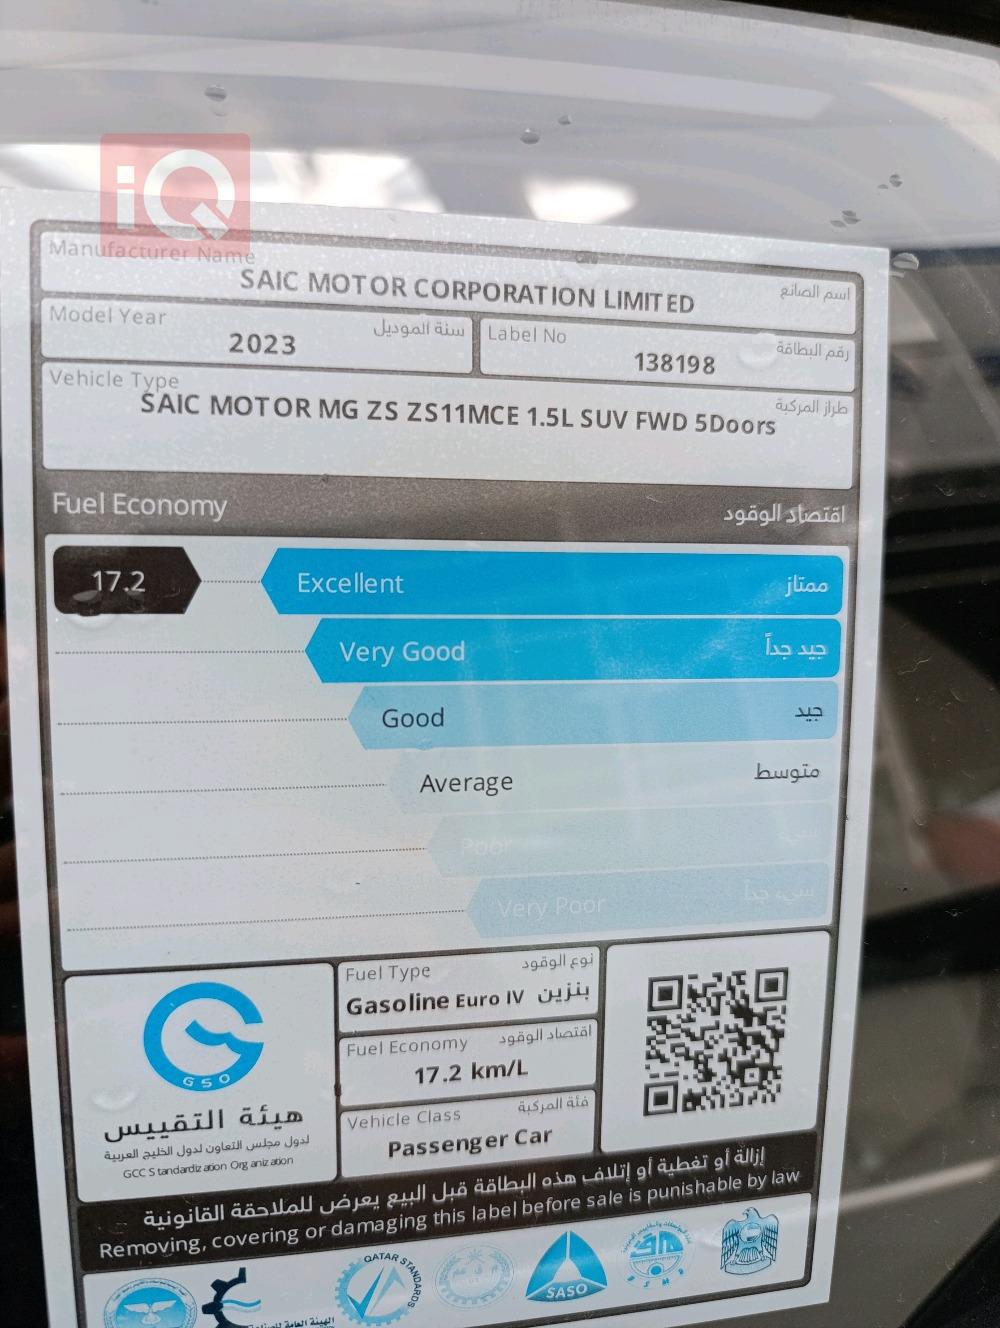 iQ
Manufacturer Name اسم الصانع
SAIC MOTOR CORPORATION LIMITED
Model Year سنة الموديل
2023
Label No رقم البطاقة
138198
Vehicle Type طراز المركبة
SAIC MOTOR MG ZS ZS11MCE 1.5L SUV FWD 5Doors
Fuel Economy اقتصاد الوقود
17.2 Excellent ممتاز
Very Good جيد جداً
Good جيد
Average متوسط
Poor سيء
Very Poor سيء جداً
GSO
هيئة التقييس
لدول مجلس التعاون لدول الخليج العربية
GCC Standardization Organization
Fuel Type نوع الوقود
Gasoline Euro IV بنزين
Fuel Economy اقتصاد الوقود
17.2 km/L
Vehicle Class فئة المركبة
Passenger Car
إزالة أو تغطية أو إتلاف هذه البطاقة قبل البيع يعرض للملاحقة القانونية
Removing, covering or damaging this label before sale is punishable by law
QATAR STANDARDS
SASO
الهيئة العامة